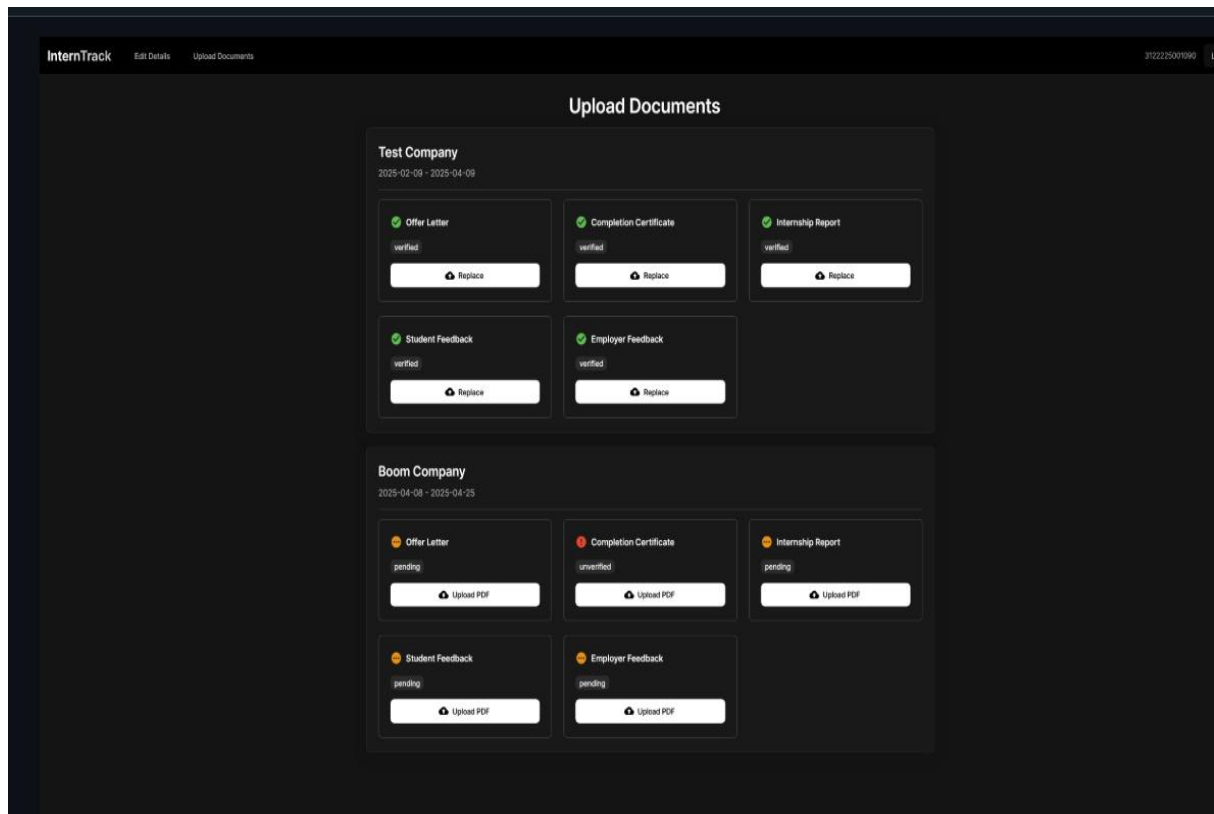 InternTrack Edit Details Upload Documents 3122225001090
Upload Documents
Test Company
2025-02-09 - 2025-04-09
Offer Letter Completion Certificate Internship Report
verified verified verified
Replace Replace Replace
Student Feedback Employer Feedback
verified verified
Replace Replace
Boom Company
2025-04-08 - 2025-04-25
Offer Letter Completion Certificate Internship Report
pending unverified pending
Upload PDF Upload PDF Upload PDF
Student Feedback Employer Feedback
pending pending
Upload PDF Upload PDF